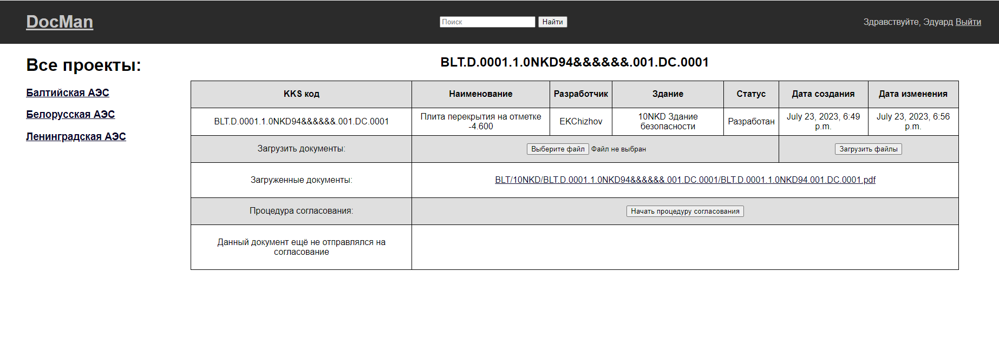 DocMan
Поиск
Найти
Здравствуйте, Эдуард Выйти
Все проекты:
Балтийская АЭС
Белорусская АЭС
Ленинградская АЭС
BLT.D.0001.1.0NKD94&&&&&&.001.DC.0001
KKS код
Наименование
Разработчик
Здание
Статус
Дата создания
Дата изменения
BLT.D.0001.1.0NKD94&&&&&&.001.DC.0001
Плита перекрытия на отметке
-4.600
EKChizhov
10NKD Здание
безопасности
Разработан
July 23, 2023, 6:49
p.m.
July 23, 2023, 6:56
p.m.
Загрузить документы:
Выберите файл Файл не выбран
Загрузить файлы
Загруженные документы:
BLT/10NKD/BLT.D.0001.1.0NKD94&&&&&&.001.DC.0001/BLT.D.0001.1.0NKD94.001.DC.0001.pdf
Процедура согласования:
Начать процедуру согласования
Данный документ ещё не отправлялся на
согласование